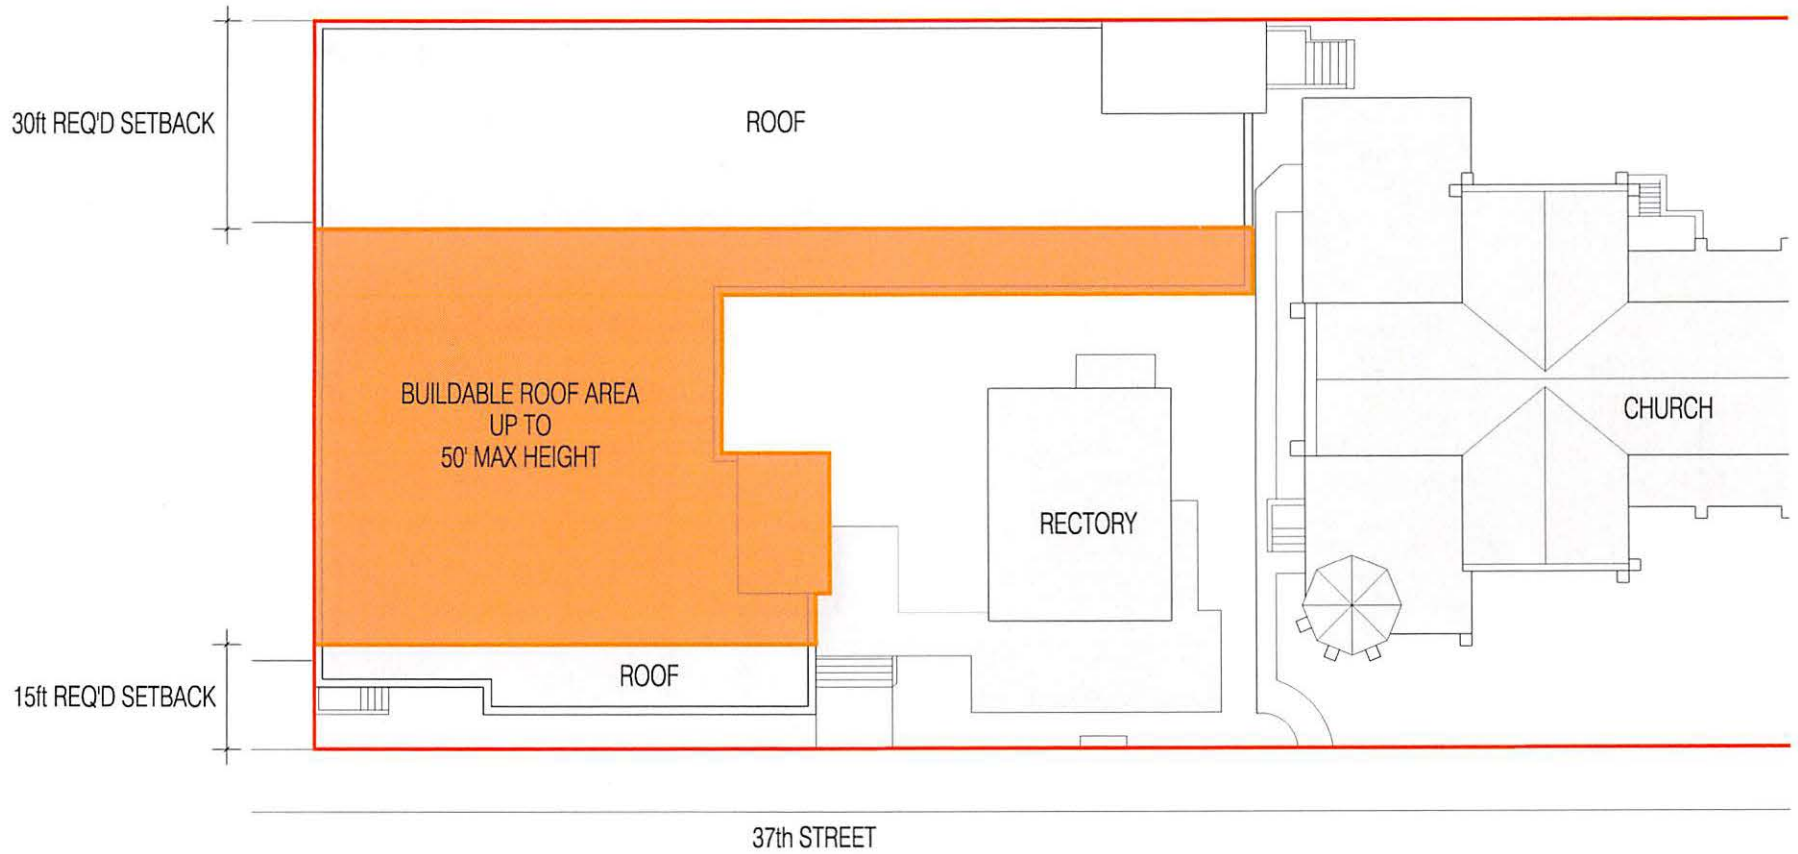 30ft REQ'D SETBACK
ROOF
BUILDABLE ROOF AREA
UP TO
50' MAX HEIGHT
CHURCH
RECTORY
ROOF
15ft REQ'D SETBACK
37th STREET